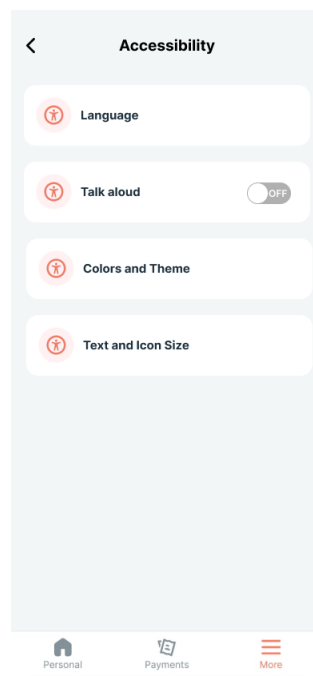 Accessibility
Language
Talk aloud
OFF
Colors and Theme
Text and Icon Size
Personal
Payments
More